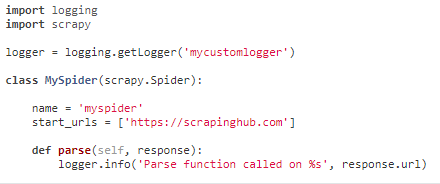 import logging
import scrapy
logger = logging.getLogger('mycustomlogger')
class MySpider(scrapy.Spider):
    name = 'myspider'
    start_urls = ['https://scrapinghub.com']
    def parse(self, response):
        logger.info('Parse function called on %s', response.url)